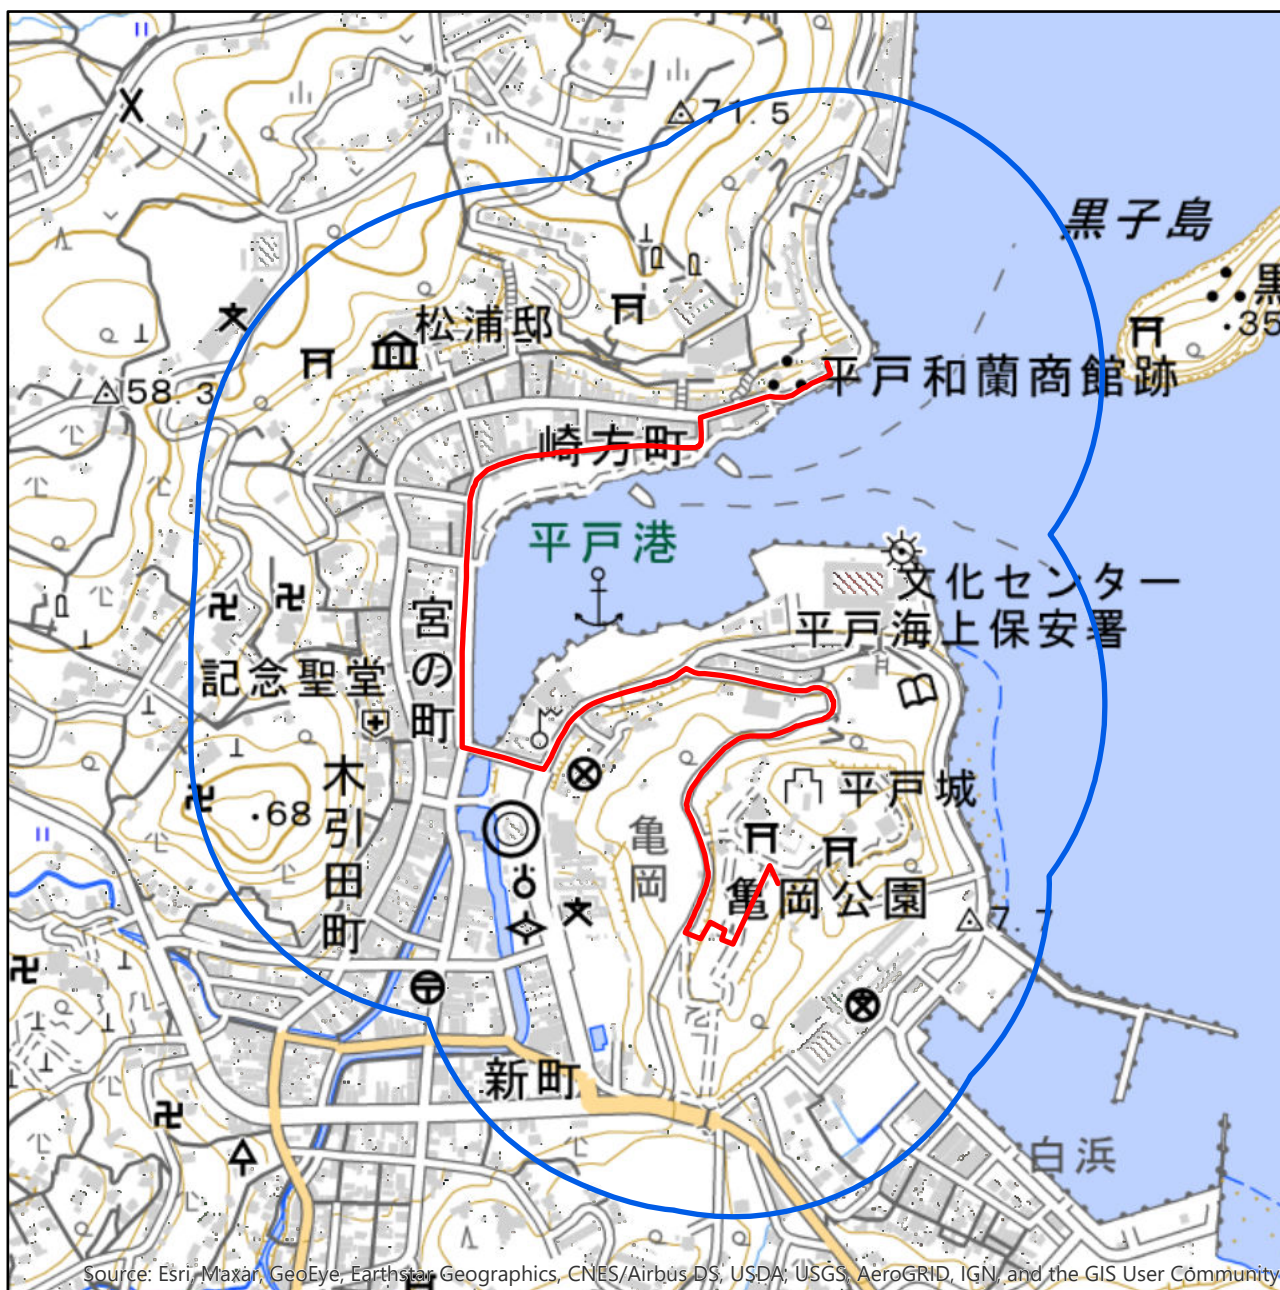 71.5
黒子島
黒
.35
松浦邸
58.3
平戸和蘭商館跡
崎方町
平戸港
文化センター
平戸海上保安署
宮の町
記念聖堂
木引田町
.68
平戸城
亀岡
亀岡公園
7.7
新町
白浜
Source: Esri, Maxar, GeoEye, Earthstar Geographics, CNES/Airbus DS, USDA, USGS, AeroGRID, IGN, and the GIS User Community